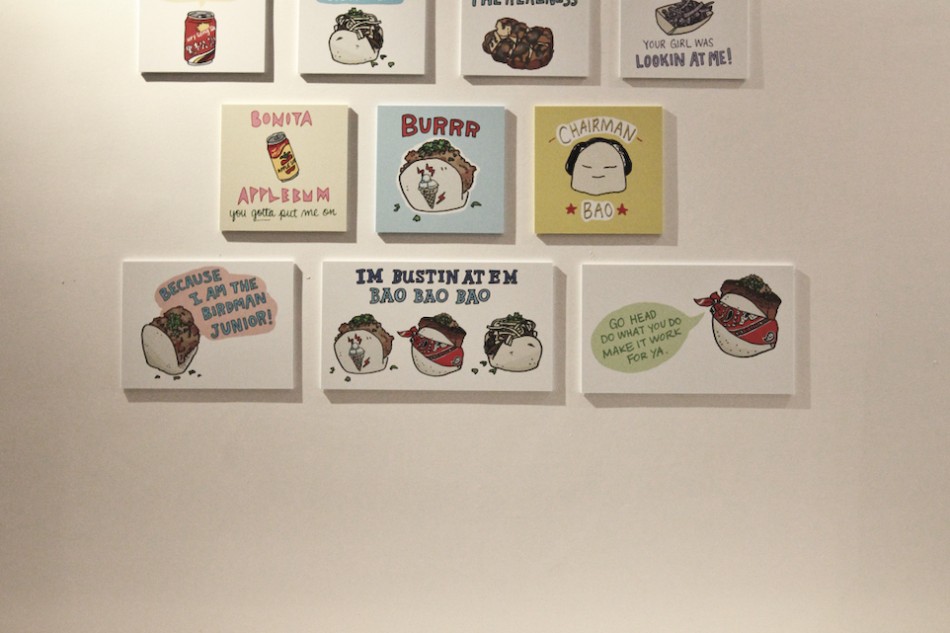 YOUR GIRL WAS
LOOKIN AT ME!
BONITA
APPLEBUM
you gotta put me on
BURRR
CHAIRMAN
BAO
BECAUSE
I AM THE
BIRDMAN
JUNIOR!
IM BUSTIN AT EM
BAO BAO BAO
GO HEAD
DO WHAT YOU DO
MAKE IT WORK
FOR YA.